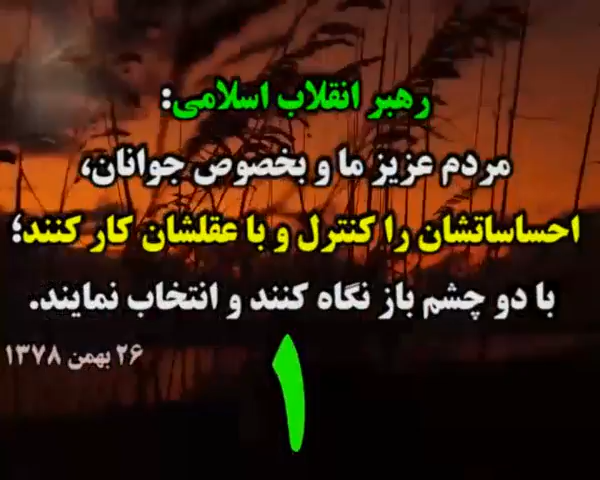 رهبر انقلاب اسلامی:
مردم عزیز ما و بخصوص جوانان،
احساساتشان را کنترل و با عقلشان کار کنند؛
با دو چشم باز نگاه کنند و انتخاب نمایند.
۲۶ بهمن ۱۳۷۸
۱